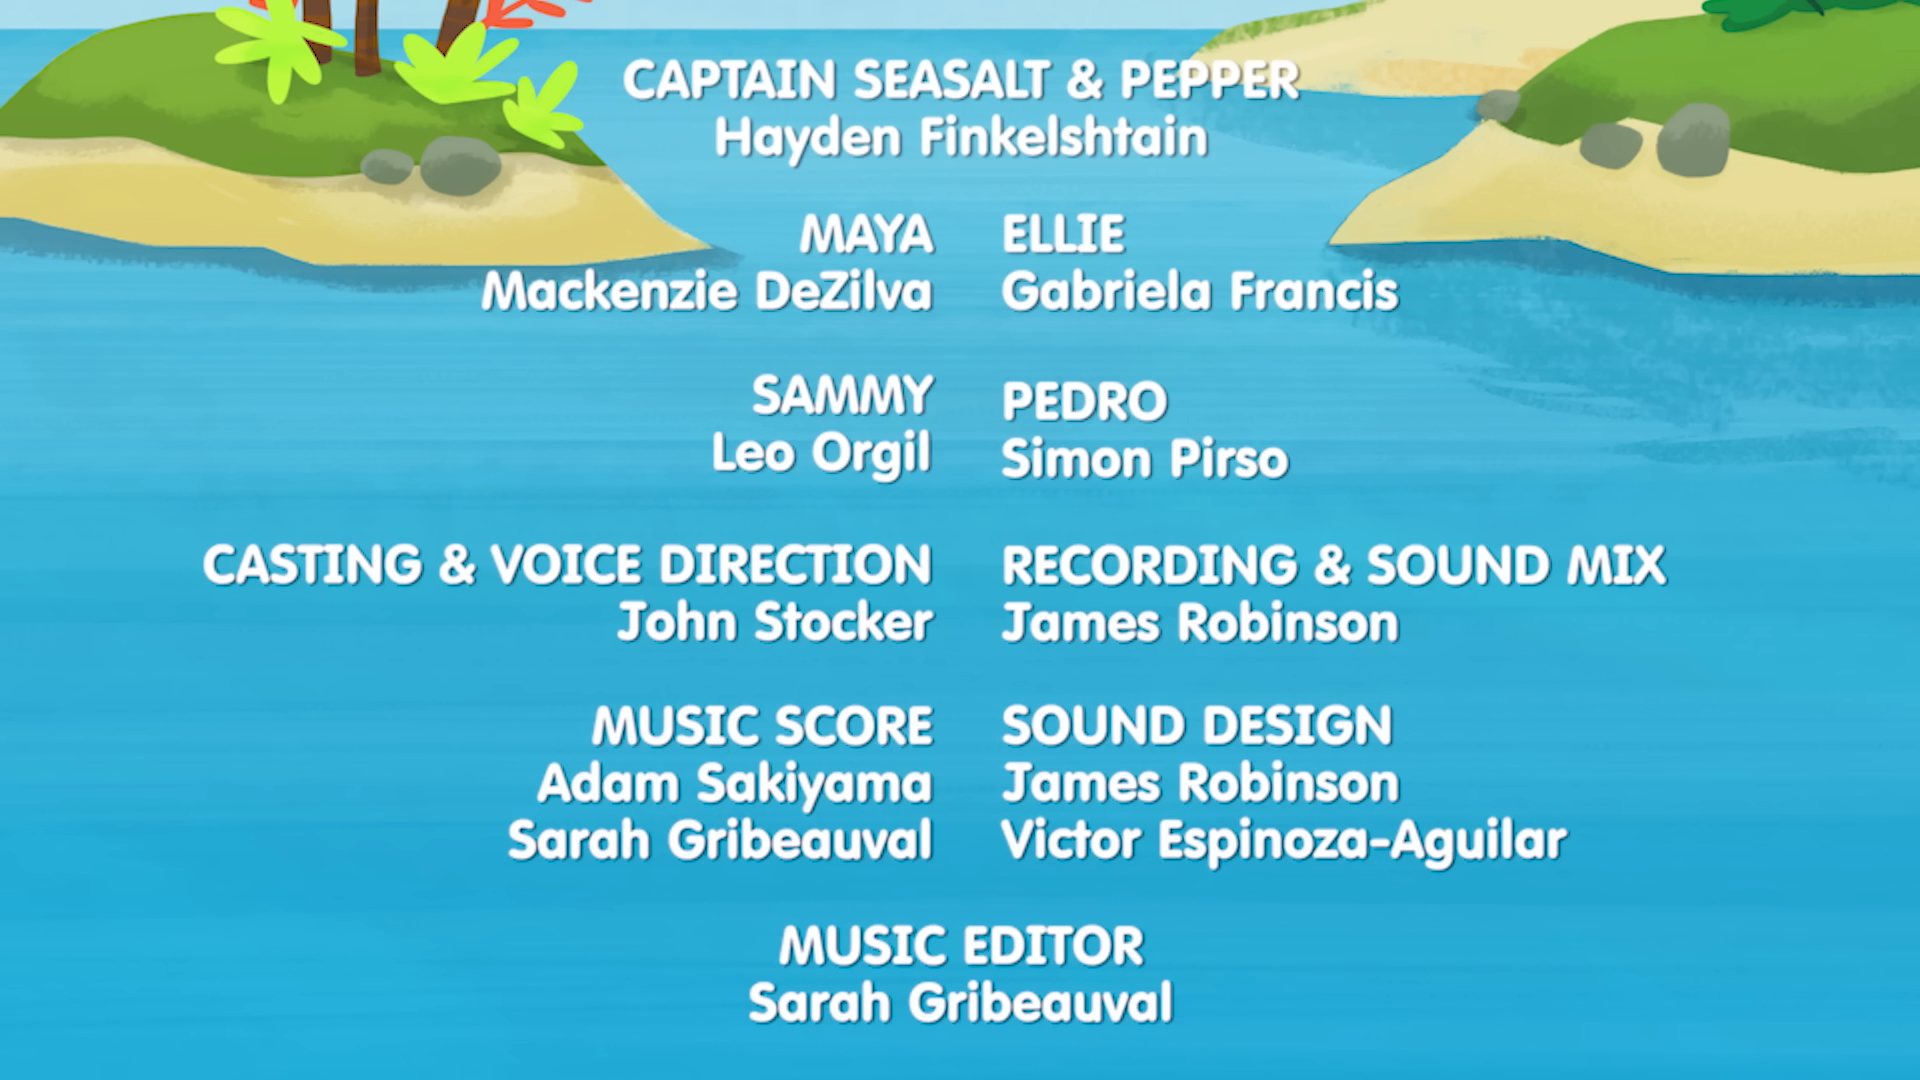 CAPTAIN SEASALT & PEPPER
Hayden Finkelshtain
MAYA
Mackenzie DeZilva
ELLIE
Gabriela Francis
SAMMY
Leo Orgil
PEDRO
Simon Pirso
CASTING & VOICE DIRECTION
John Stocker
RECORDING & SOUND MIX
James Robinson
MUSIC SCORE
Adam Sakiyama
Sarah Gribeauval
SOUND DESIGN
James Robinson
Victor Espinoza-Aguilar
MUSIC EDITOR
Sarah Gribeauval